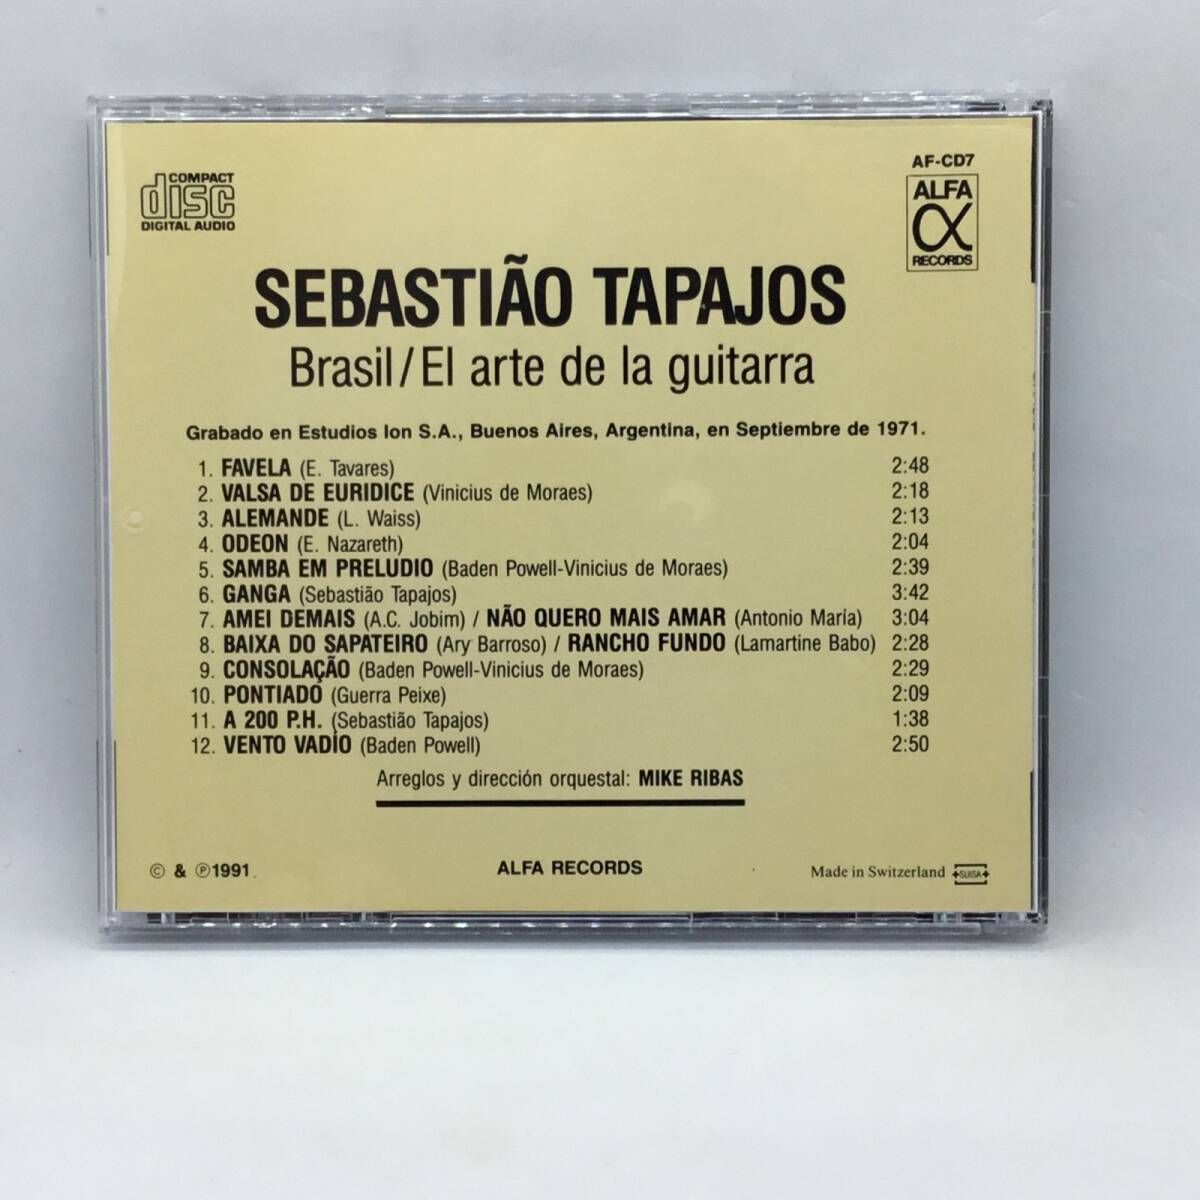 COMPACT
disc
DIGITAL AUDIO
AF-CD7
ALFA
α
RECORDS
SEBASTIÃO TAPAJOS
Brasil/El arte de la guitarra
Grabado en Estudios Ion S.A., Buenos Aires, Argentina, en Septiembre de 1971.
1. FAVELA (E. Tavares) 2:48
2. VALSA DE EURIDICE (Vinicius de Moraes) 2:18
3. ALEMANDE (L. Waiss) 2:13
4. ODEON (E. Nazareth) 2:04
5. SAMBA EM PRELUDIO (Baden Powell-Vinicius de Moraes) 2:39
6. GANGA (Sebastião Tapajos) 3:42
7. AMEI DEMAIS (A.C. Jobim) / NÃO QUERO MAIS AMAR (Antonio María) 3:04
8. BAIXA DO SAPATEIRO (Ary Barroso) / RANCHO FUNDO (Lamartine Babo) 2:28
9. CONSOLAÇÃO (Baden Powell-Vinicius de Moraes) 2:29
10. PONTIADO (Guerra Peixe) 2:09
11. A 200 P.H. (Sebastião Tapajos) 1:38
12. VENTO VADÍO (Baden Powell) 2:50
Arreglos y dirección orquestal: MIKE RIBAS
© & ℗1991
ALFA RECORDS
Made in Switzerland
SUISA